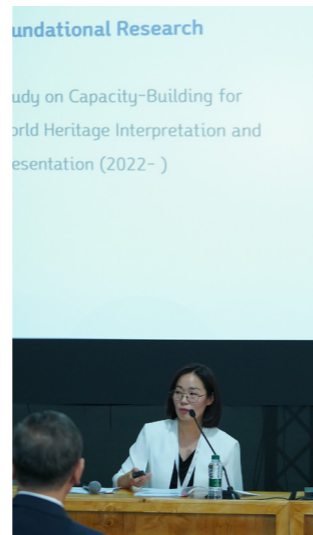 undational Research
udy on Capacity-Building for
orld Heritage Interpretation and
esentation (2022- )